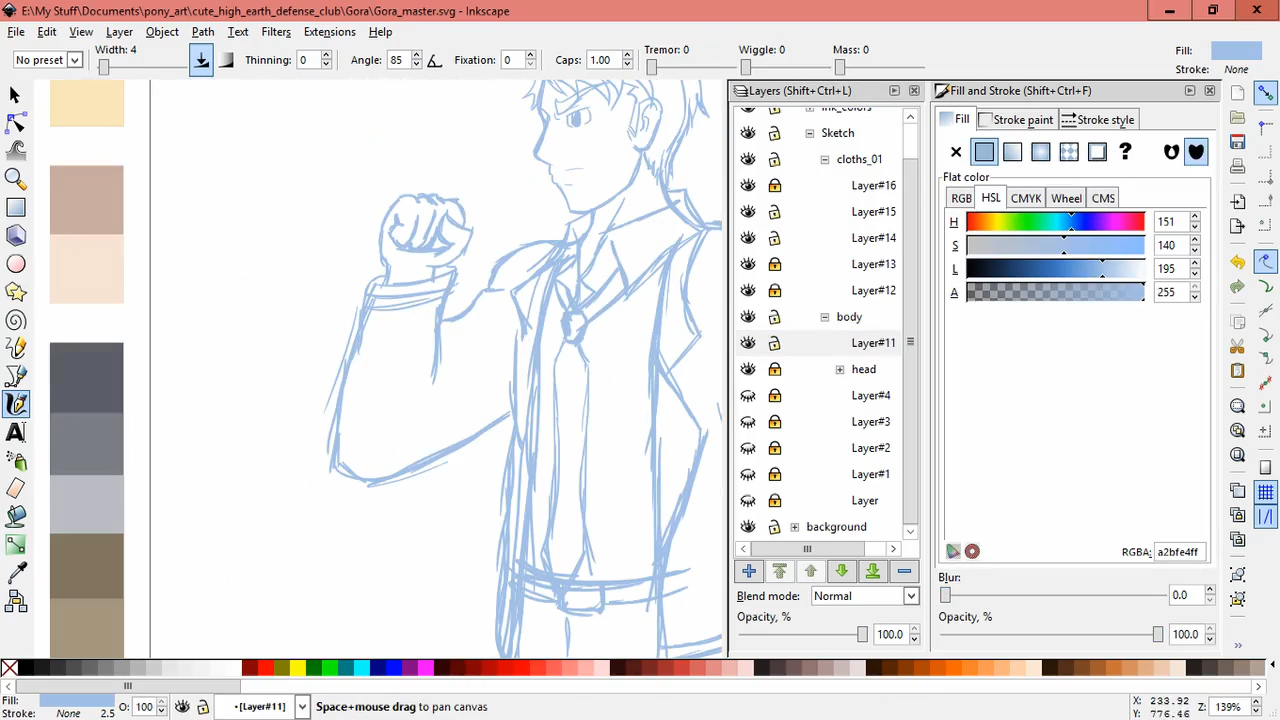 E:\My Stuff\Documents\pony_art\cute_high_earth_defense_club\Gora\Gora_master.svg - Inkscape
File Edit View Layer Object Path Text Filters Extensions Help
No preset Width: 4 Thinning: 0 Angle: 85 Fixation: 0 Caps: 1.00 Tremor: 0 Wiggle: 0 Mass: 0 Fill: Stroke: None
Layers (Shift+Ctrl+L)
ink_colors
Sketch
cloths_01
Layer#16
Layer#15
Layer#14
Layer#13
Layer#12
body
Layer#11
head
Layer#4
Layer#3
Layer#2
Layer#1
Layer
background
Blend mode: Normal
Opacity, %
100.0
Fill and Stroke (Shift+Ctrl+F)
Fill Stroke paint Stroke style
?
Flat color
RGB HSL CMYK Wheel CMS
H 151
S 140
L 195
A 255
RGBA: a2bfe4ff
Blur:
0.0
Opacity, %
100.0
Fill:
Stroke: None 2.5
O: 100
•[Layer#11]
Space+mouse drag to pan canvas
X: 233.92
Y: 776.46
Z: 139%